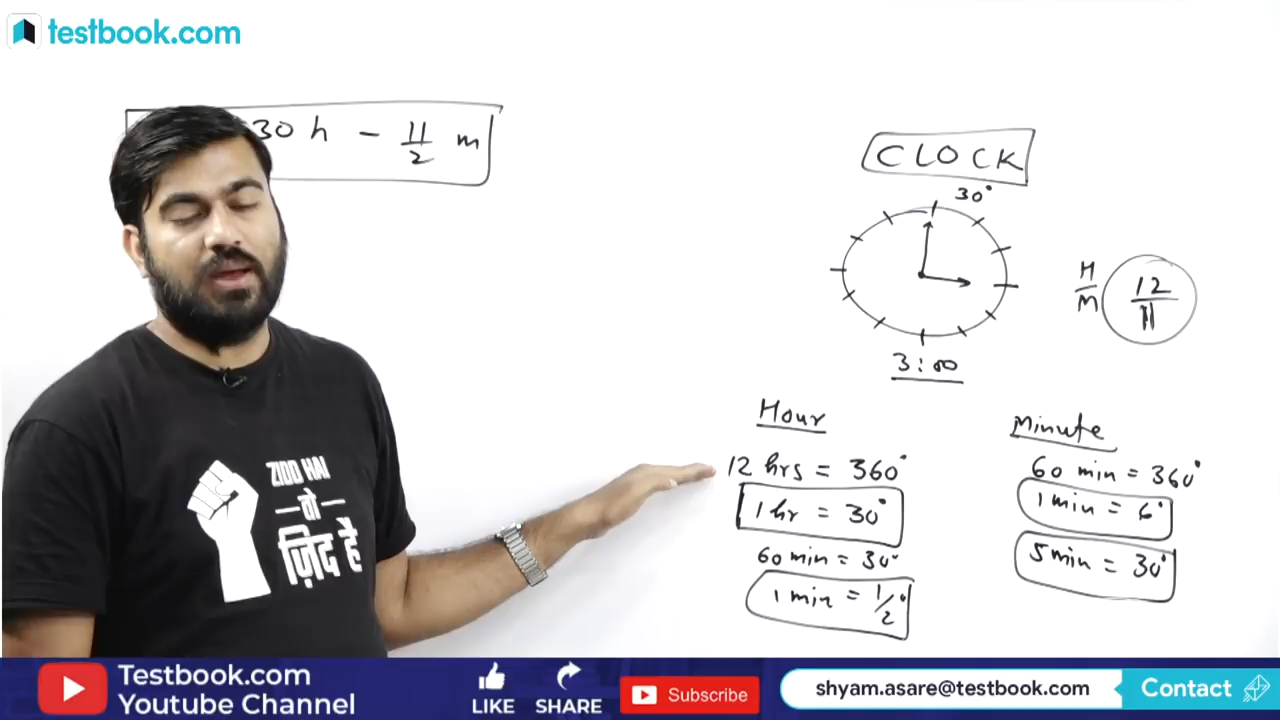 testbook.com
30 h - 11/2 m
CLOCK
30°
H/M 12/11
3:00
Hour
12 hrs = 360°
1 hr = 30°
60 min = 30°
1 min = 1/2°
Minute
60 min = 360°
1 min = 6°
5 min = 30°
ZIDD HAI
तो
ज़िद है
Testbook.com
Youtube Channel
LIKE
SHARE
Subscribe
shyam.asare@testbook.com
Contact